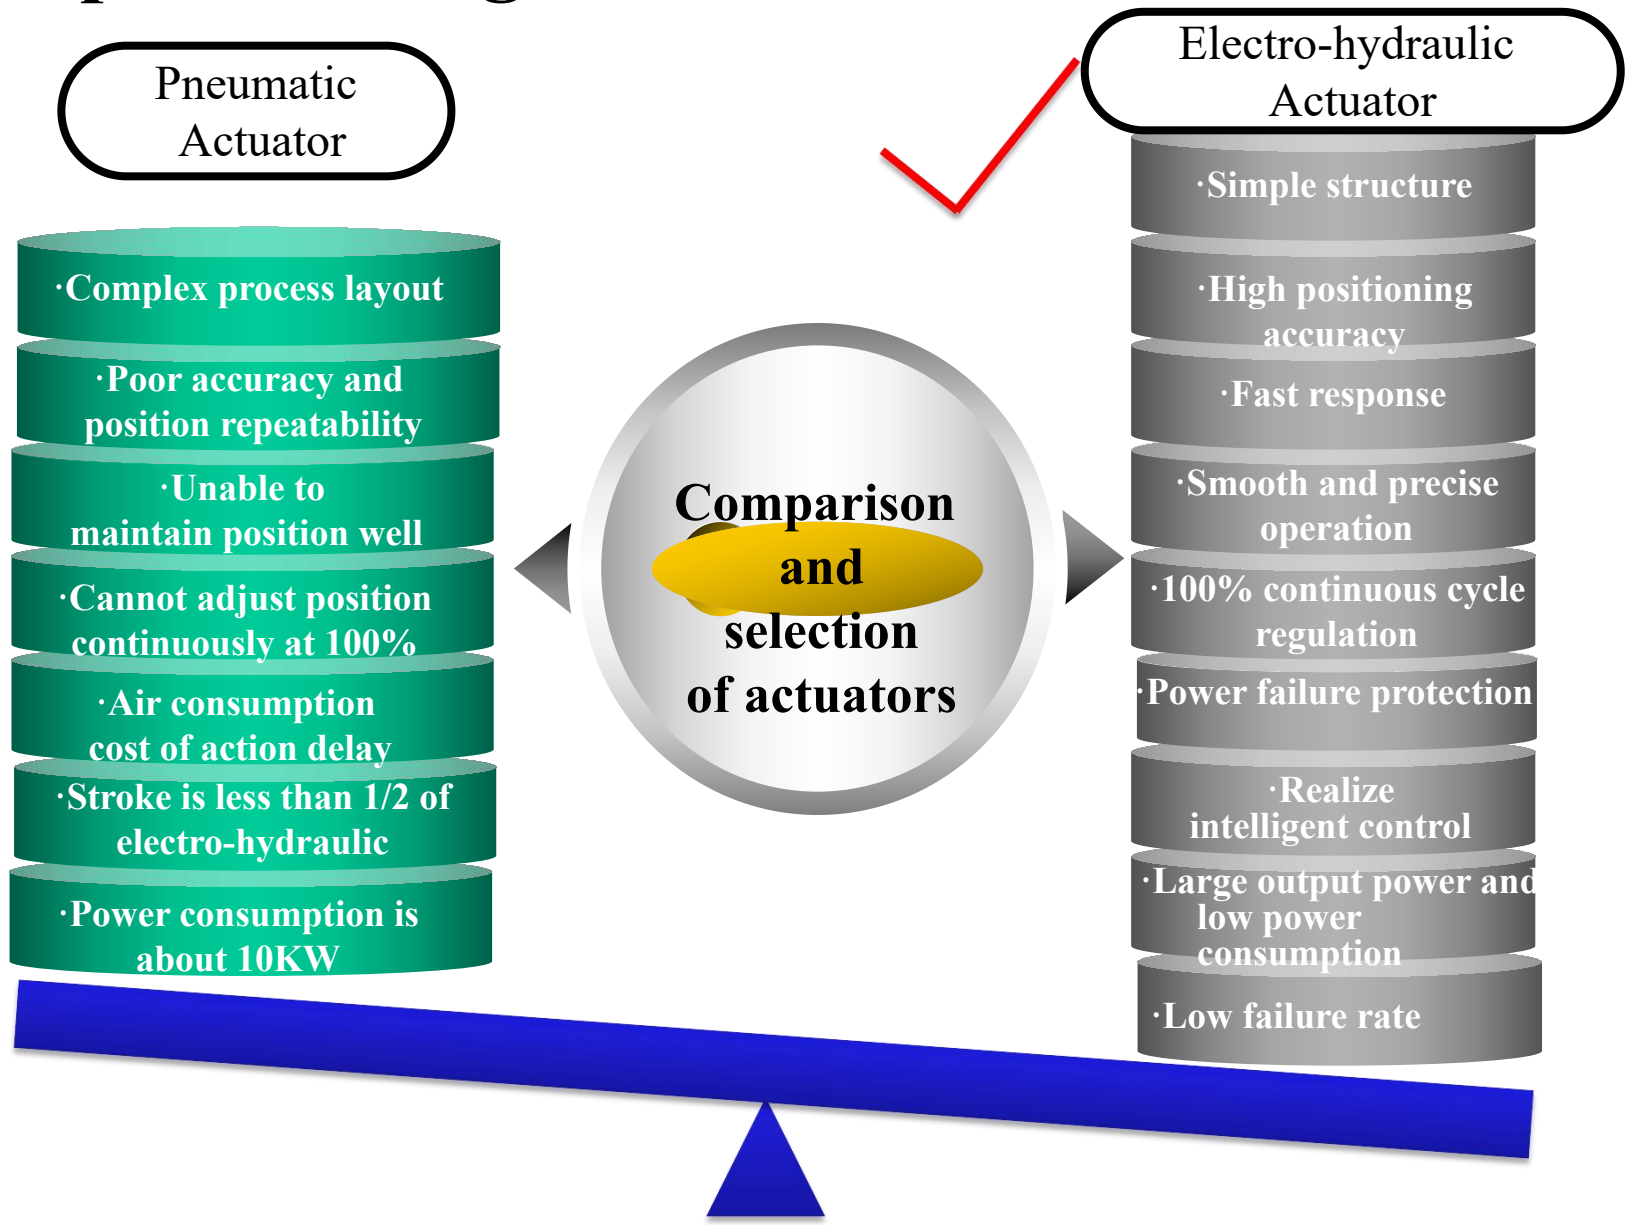 Pneumatic
Actuator
·Complex process layout
·Poor accuracy and
position repeatability
·Unable to
maintain position well
·Cannot adjust position
continuously at 100%
·Air consumption
cost of action delay
·Stroke is less than 1/2 of
electro-hydraulic
·Power consumption is
about 10KW
Comparison
and
selection
of actuators
Electro-hydraulic
Actuator
·Simple structure
·High positioning
accuracy
·Fast response
·Smooth and precise
operation
·100% continuous cycle
regulation
·Power failure protection
·Realize
intelligent control
·Large output power and
low power
consumption
·Low failure rate